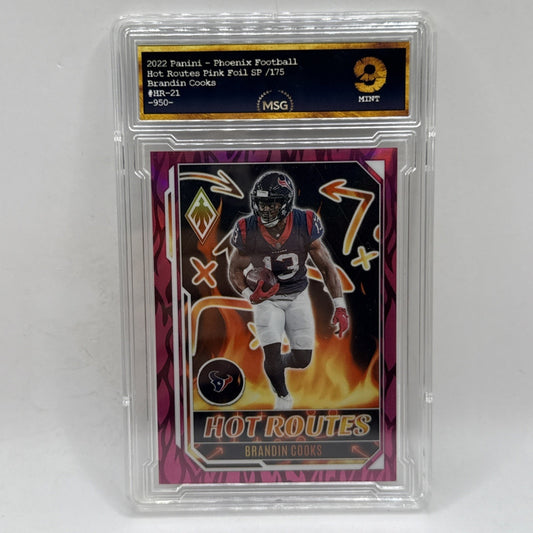 2022 Panini - Phoenix Football
Hot Routes Pink Foil SP /175
Brandin Cooks
#HR-21
-950-
MSG
9
MINT
13
13
HOT ROUTES
BRANDIN COOKS